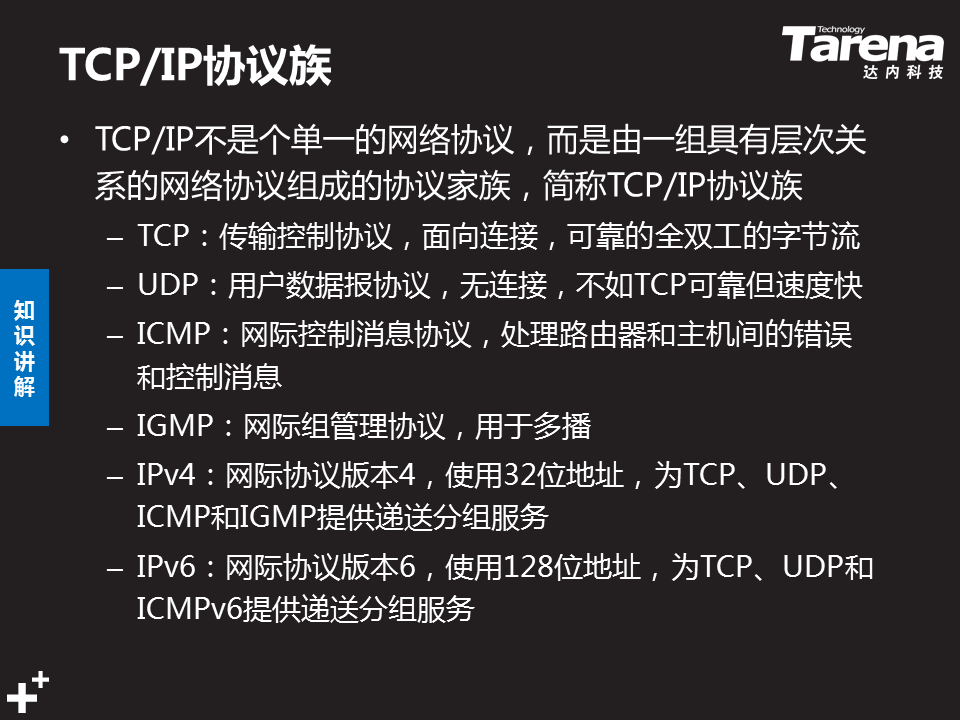 TCP/IP协议族
Technology
Tarena
达内科技
• TCP/IP不是个单一的网络协议，而是由一组具有层次关
系的网络协议组成的协议家族，简称TCP/IP协议族
– TCP：传输控制协议，面向连接，可靠的全双工的字节流
– UDP：用户数据报协议，无连接，不如TCP可靠但速度快
– ICMP：网际控制消息协议，处理路由器和主机间的错误
和控制消息
– IGMP：网际组管理协议，用于多播
– IPv4：网际协议版本4，使用32位地址，为TCP、UDP、
ICMP和IGMP提供递送分组服务
– IPv6：网际协议版本6，使用128位地址，为TCP、UDP和
ICMPv6提供递送分组服务
知
识
讲
解